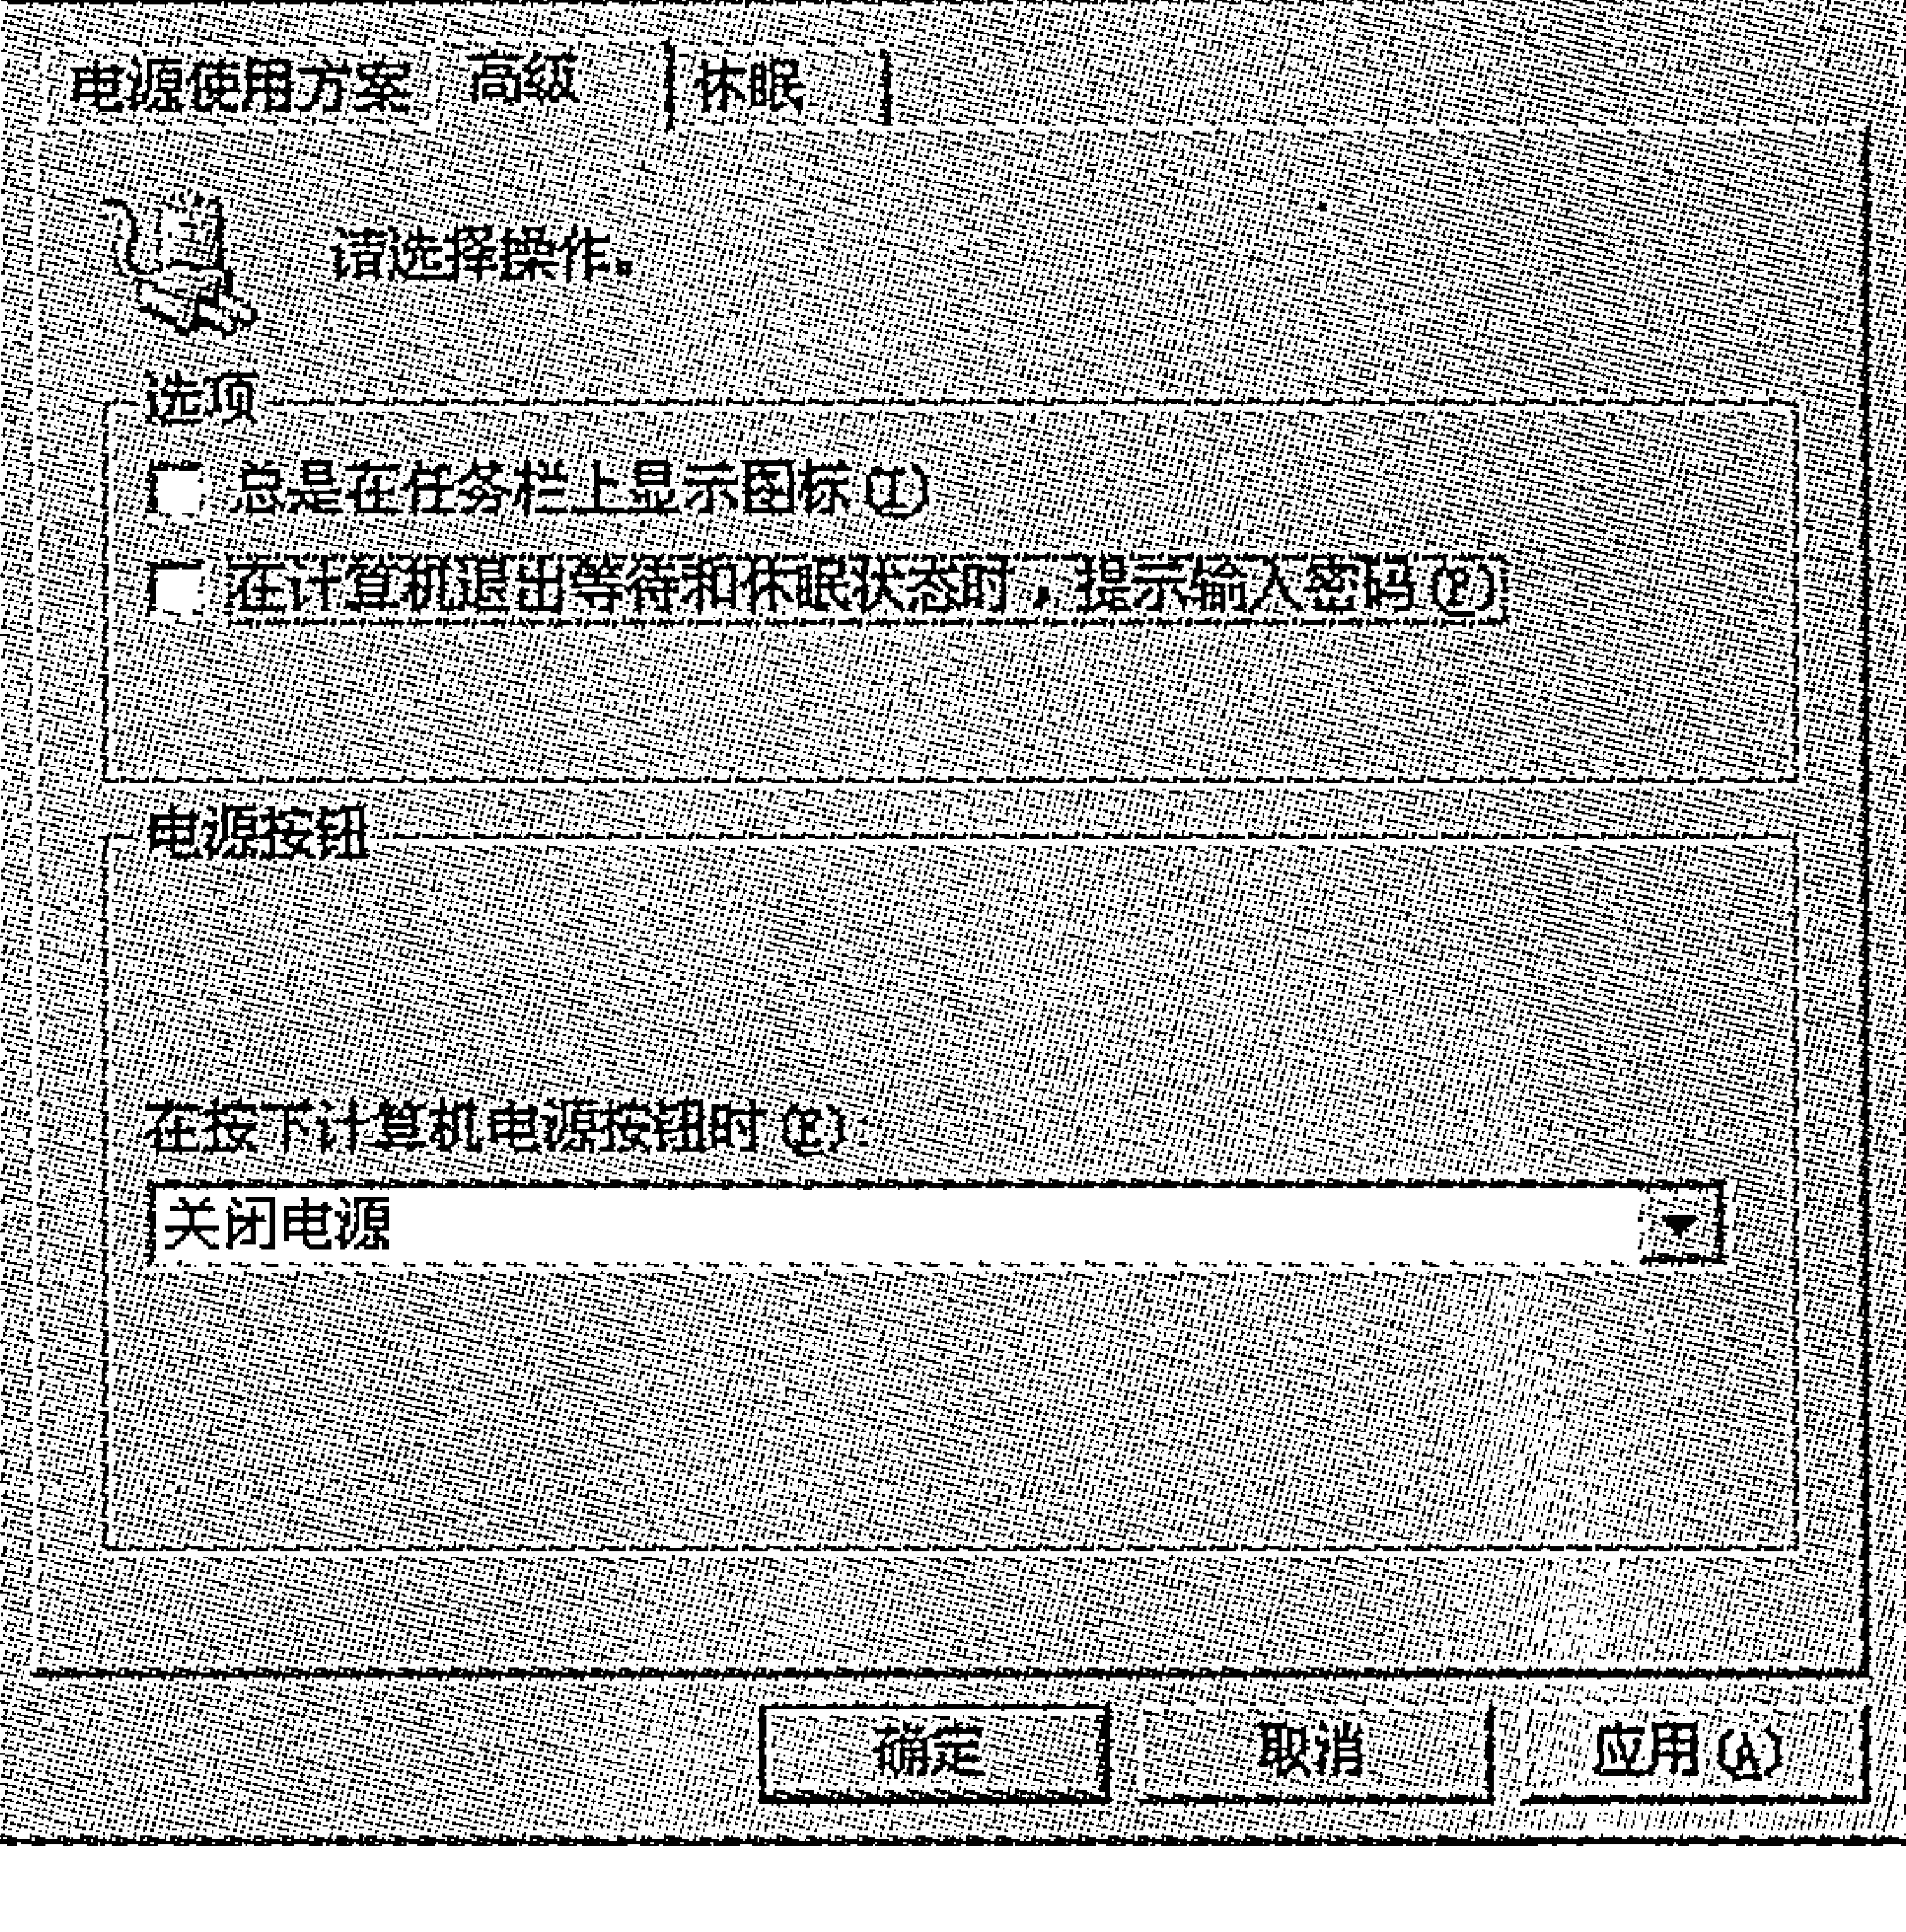 电源使用方案 高级 休眠
请选择操作。
选项
总是在任务栏上显示图标(I)
在计算机退出等待和休眠状态时，提示输入密码(P)
电源按钮
在按下计算机电源按钮时(E):
关闭电源
确定 取消 应用(A)